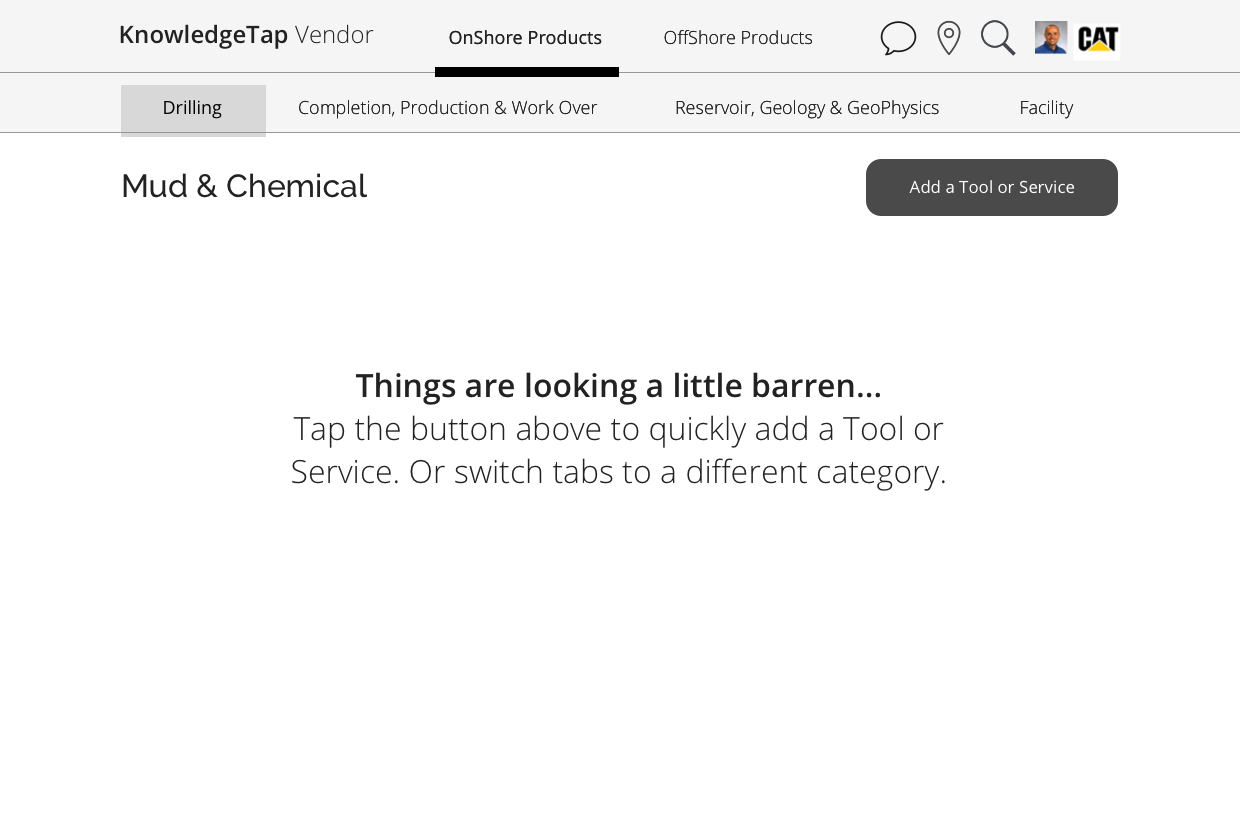 KnowledgeTap Vendor
OnShore Products
OffShore Products
CAT
Drilling
Completion, Production & Work Over
Reservoir, Geology & GeoPhysics
Facility
Mud & Chemical
Add a Tool or Service
Things are looking a little barren...
Tap the button above to quickly add a Tool or
Service. Or switch tabs to a different category.